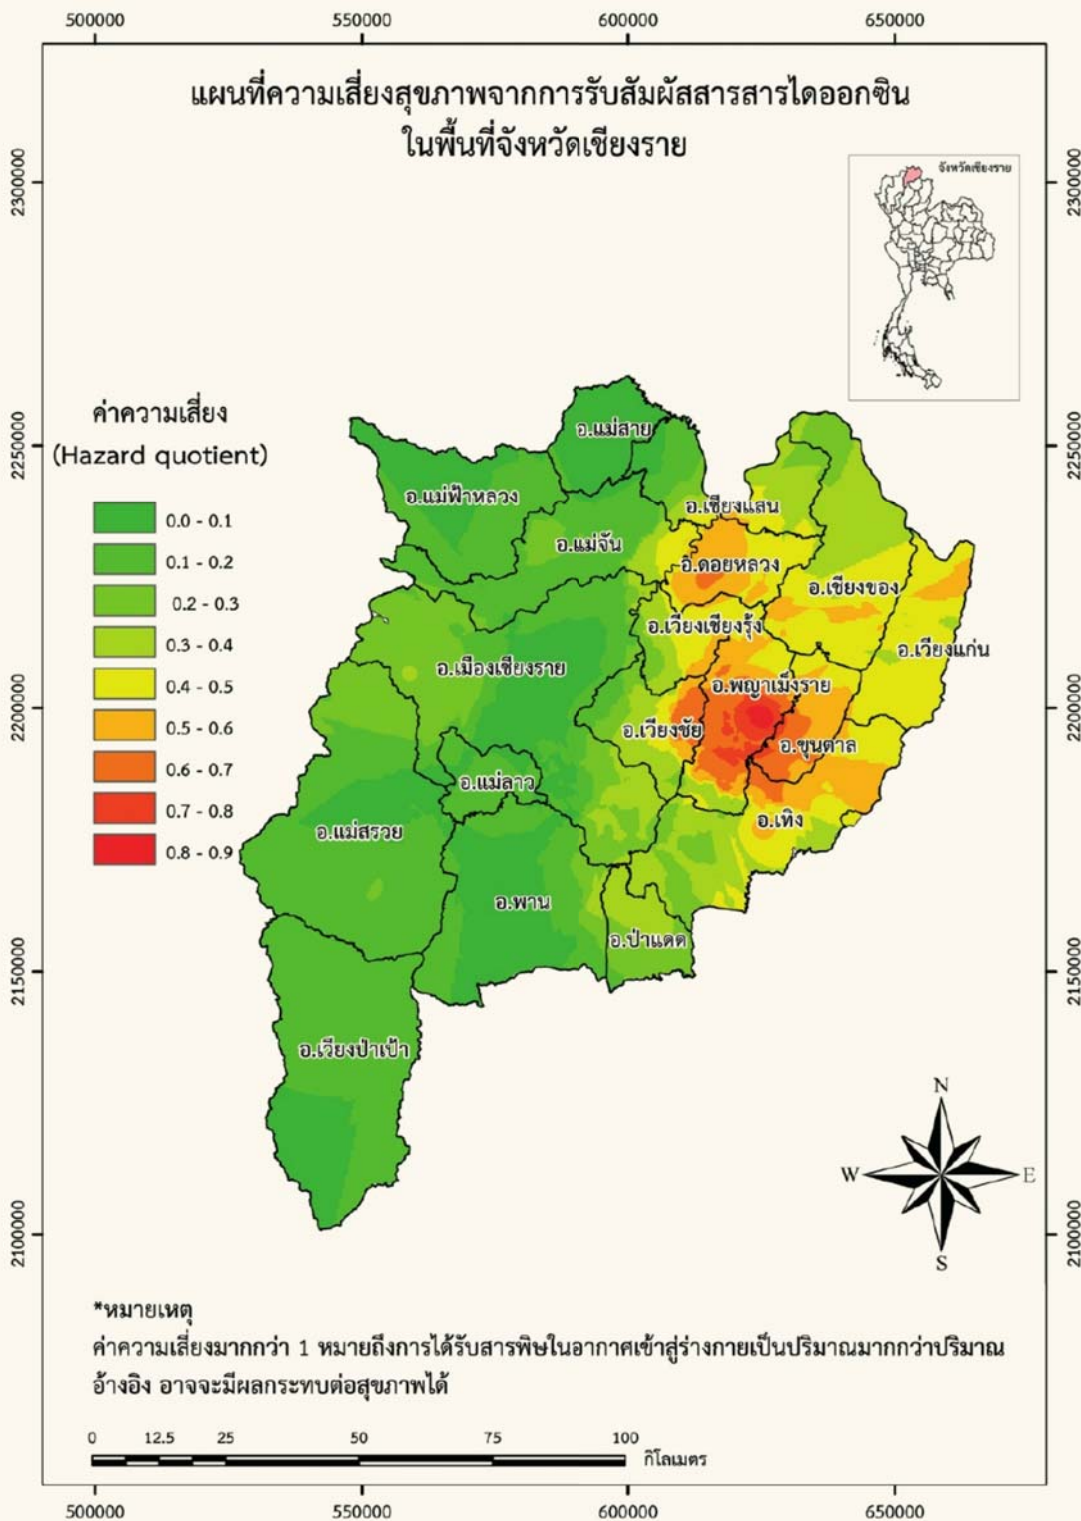 500000 550000 600000 650000
แผนที่ความเสี่ยงสุขภาพจากการรับสัมผัสสารสารไดออกซิน
ในพื้นที่จังหวัดเชียงราย
จังหวัดเชียงราย
2300000 2300000
2250000 2250000
2200000 2200000
2150000 2150000
2100000 2100000
ค่าความเสี่ยง
(Hazard quotient)
0.0 - 0.1
0.1 - 0.2
0.2 - 0.3
0.3 - 0.4
0.4 - 0.5
0.5 - 0.6
0.6 - 0.7
0.7 - 0.8
0.8 - 0.9
อ.แม่สาย
อ.แม่ฟ้าหลวง
อ.เชียงแสน
อ.แม่จัน
อ.ดอยหลวง
อ.เชียงของ
อ.เวียงเชียงรุ้ง
อ.เวียงแก่น
อ.เมืองเชียงราย
อ.พญาเม็งราย
อ.เวียงชัย
อ.ขุนตาล
อ.แม่ลาว
อ.เทิง
อ.แม่สรวย
อ.พาน
อ.ป่าแดด
อ.เวียงป่าเป้า
N
W E
S
*หมายเหตุ
ค่าความเสี่ยงมากกว่า 1 หมายถึงการได้รับสารพิษในอากาศเข้าสู่ร่างกายเป็นปริมาณมากกว่าปริมาณ
อ้างอิง อาจจะมีผลกระทบต่อสุขภาพได้
0 12.5 25 50 75 100
กิโลเมตร
500000 550000 600000 650000